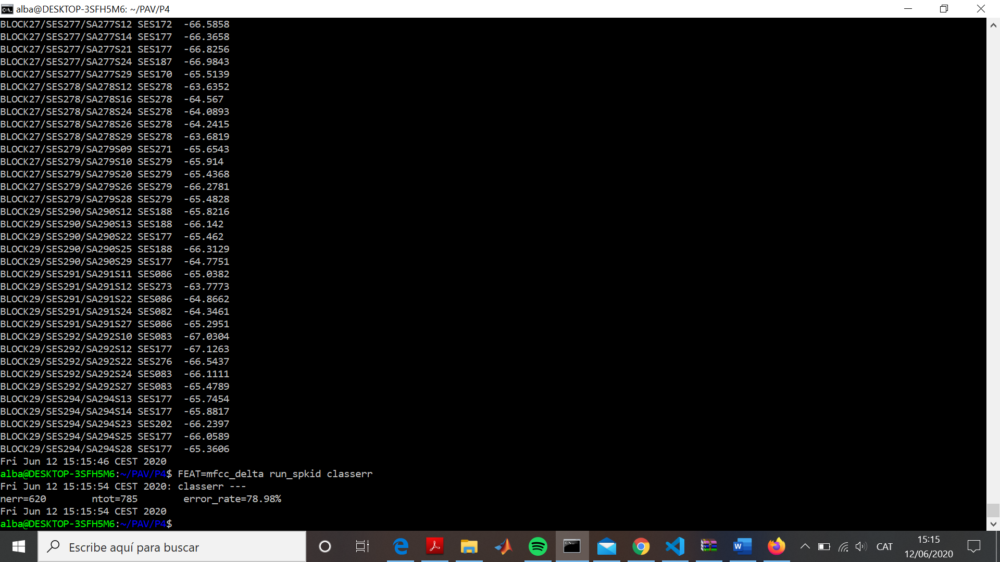 alba@DESKTOP-3SFH5M6: ~/PAV/P4
BLOCK27/SES277/SA277S12 SES172  -66.5858
BLOCK27/SES277/SA277S14 SES177  -66.3658
BLOCK27/SES277/SA277S21 SES177  -66.8256
BLOCK27/SES277/SA277S24 SES187  -66.9843
BLOCK27/SES277/SA277S29 SES170  -65.5139
BLOCK27/SES278/SA278S12 SES278  -63.6352
BLOCK27/SES278/SA278S16 SES278  -64.567
BLOCK27/SES278/SA278S24 SES278  -64.0893
BLOCK27/SES278/SA278S26 SES278  -64.2415
BLOCK27/SES278/SA278S29 SES278  -63.6819
BLOCK27/SES279/SA279S09 SES271  -65.6543
BLOCK27/SES279/SA279S10 SES279  -65.914
BLOCK27/SES279/SA279S20 SES279  -65.4368
BLOCK27/SES279/SA279S26 SES279  -66.2781
BLOCK27/SES279/SA279S28 SES279  -65.4828
BLOCK29/SES290/SA290S12 SES188  -65.8216
BLOCK29/SES290/SA290S13 SES188  -66.142
BLOCK29/SES290/SA290S22 SES177  -65.462
BLOCK29/SES290/SA290S25 SES188  -66.3129
BLOCK29/SES290/SA290S29 SES177  -64.7751
BLOCK29/SES291/SA291S11 SES086  -65.0382
BLOCK29/SES291/SA291S12 SES273  -63.7773
BLOCK29/SES291/SA291S22 SES086  -64.8662
BLOCK29/SES291/SA291S24 SES082  -64.3461
BLOCK29/SES291/SA291S27 SES086  -65.2951
BLOCK29/SES292/SA292S10 SES083  -67.0304
BLOCK29/SES292/SA292S12 SES177  -67.1263
BLOCK29/SES292/SA292S22 SES276  -66.5437
BLOCK29/SES292/SA292S24 SES083  -66.1111
BLOCK29/SES292/SA292S27 SES083  -65.4789
BLOCK29/SES294/SA294S13 SES177  -65.7454
BLOCK29/SES294/SA294S14 SES177  -65.8817
BLOCK29/SES294/SA294S23 SES202  -66.2397
BLOCK29/SES294/SA294S25 SES177  -66.0589
BLOCK29/SES294/SA294S28 SES177  -65.3606
Fri Jun 12 15:15:46 CEST 2020
alba@DESKTOP-3SFH5M6:~/PAV/P4$ FEAT=mfcc_delta run_spkid classerr
Fri Jun 12 15:15:54 CEST 2020: classerr ---
nerr=620        ntot=785        error_rate=78.98%
Fri Jun 12 15:15:54 CEST 2020
alba@DESKTOP-3SFH5M6:~/PAV/P4$
Escribe aquí para buscar
CAT
15:15
12/06/2020